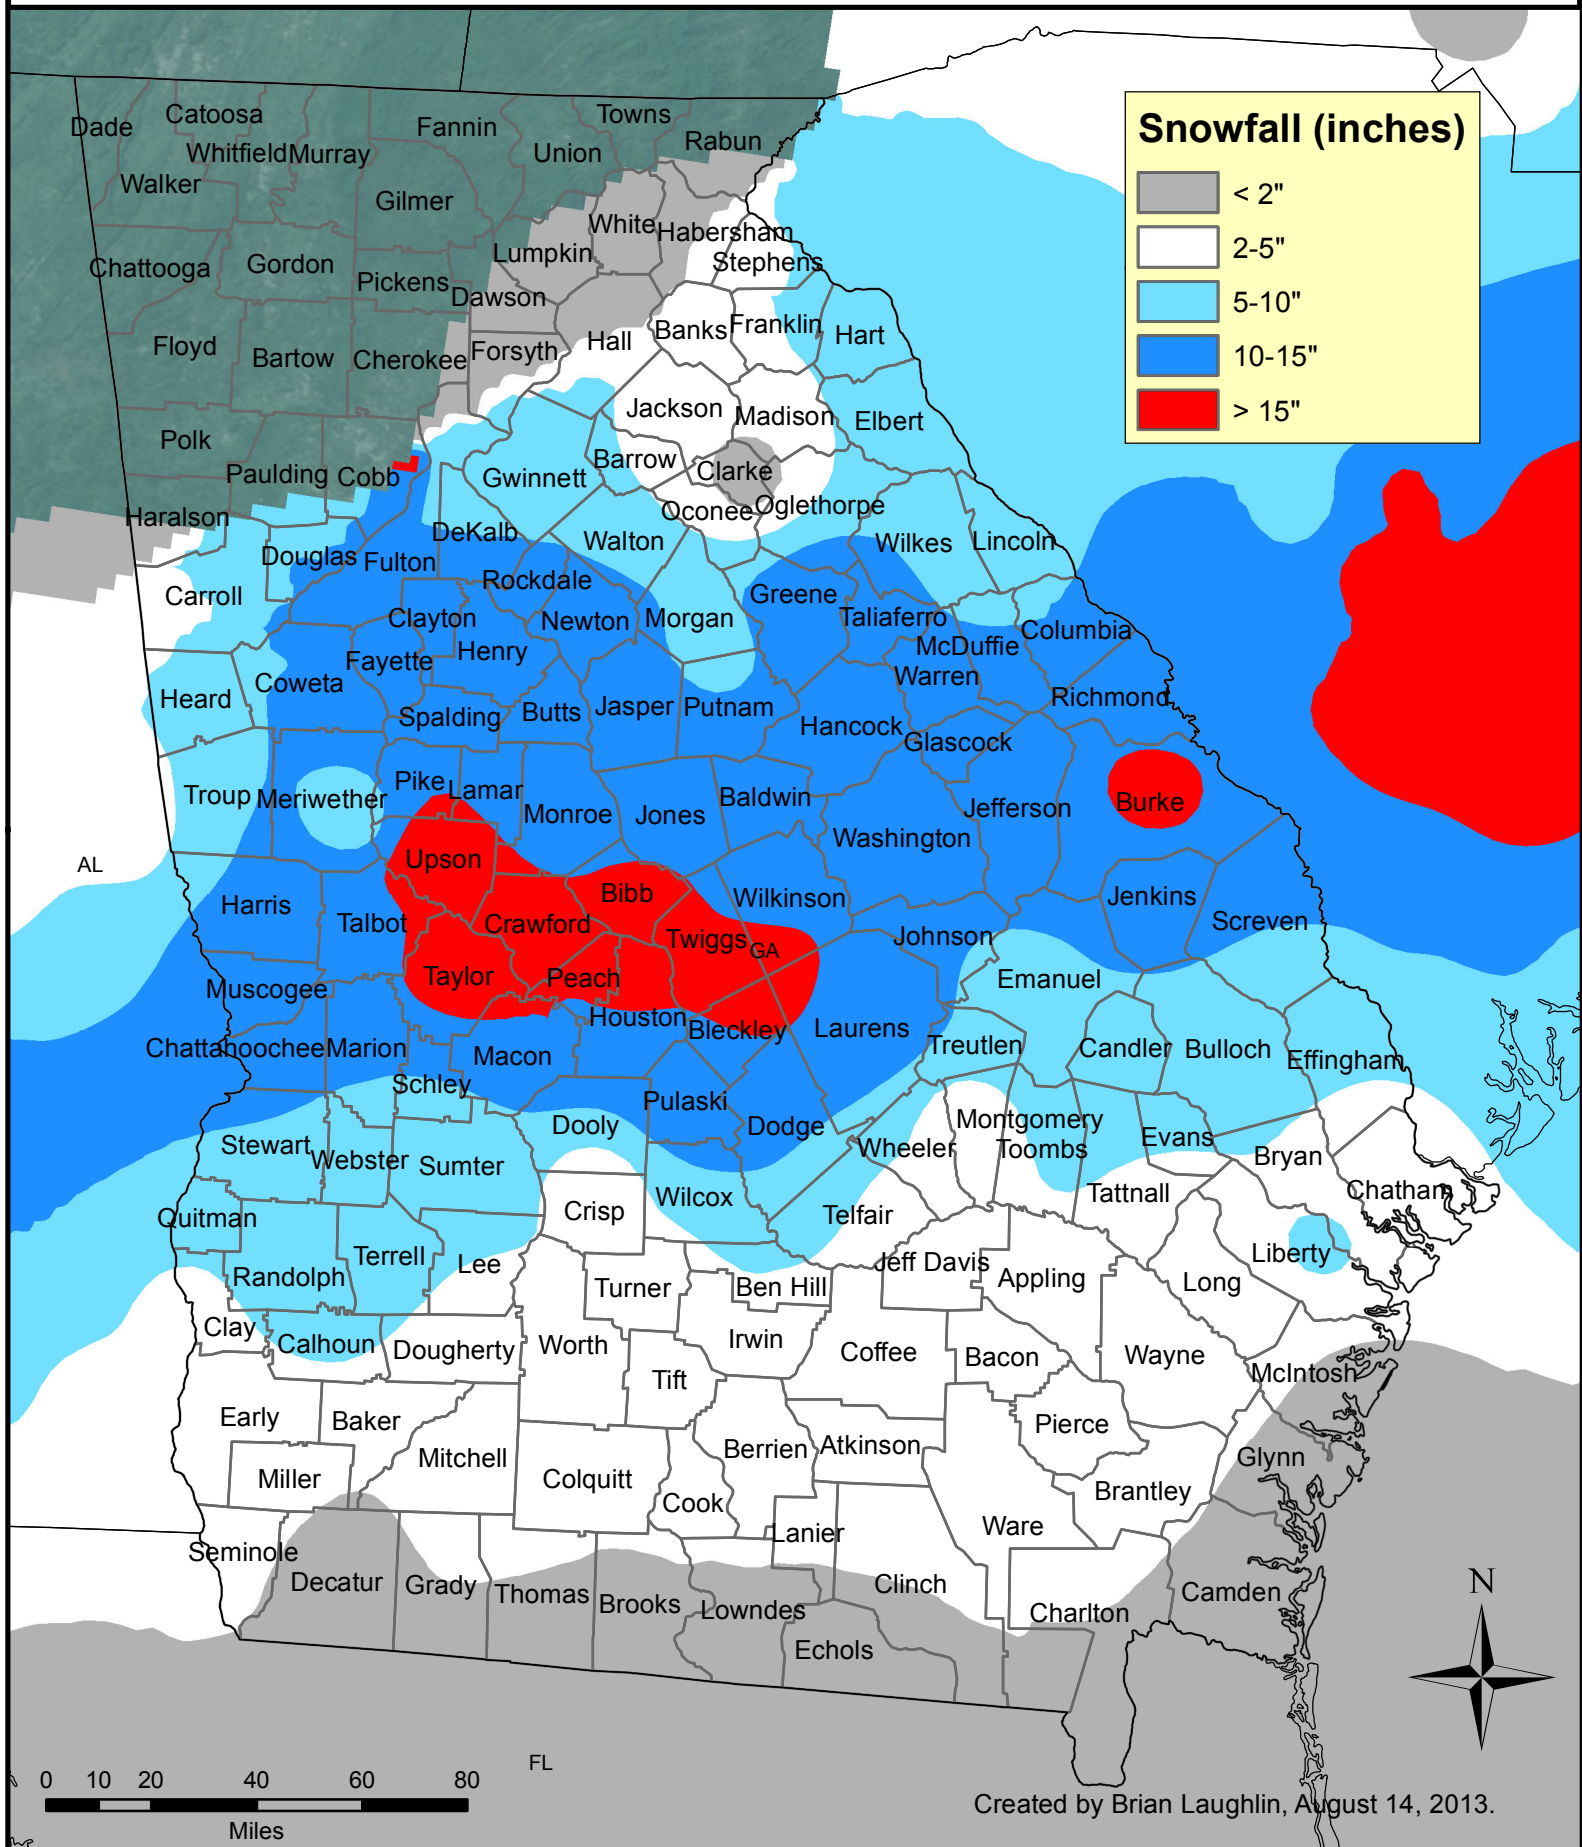 Snowfall (inches)
< 2"
2-5"
5-10"
10-15"
> 15"
Dade
Catoosa
Fannin
Towns
Whitfield
Murray
Union
Rabun
Walker
Gilmer
White
Habersham
Lumpkin
Stephens
Chattooga
Gordon
Pickens
Dawson
Banks
Franklin
Hart
Floyd
Bartow
Cherokee
Forsyth
Hall
Jackson
Madison
Elbert
Polk
Paulding
Cobb
Gwinnett
Barrow
Clarke
Oconee
Oglethorpe
Haralson
Douglas
Fulton
DeKalb
Walton
Wilkes
Lincoln
Carroll
Rockdale
Clayton
Newton
Morgan
Greene
Taliaferro
McDuffie
Columbia
Fayette
Henry
Warren
Heard
Coweta
Spalding
Butts
Jasper
Putnam
Hancock
Glascock
Richmond
Troup
Meriwether
Pike
Lamar
Monroe
Jones
Baldwin
Washington
Jefferson
Burke
AL
Upson
Bibb
Wilkinson
Jenkins
Harris
Talbot
Crawford
Twiggs
GA
Johnson
Screven
Muscogee
Taylor
Peach
Emanuel
Houston
Bleckley
Laurens
Chattahoochee
Marion
Macon
Treutlen
Candler
Bulloch
Effingham
Schley
Pulaski
Dodge
Montgomery
Stewart
Webster
Sumter
Dooly
Wheeler
Toombs
Evans
Bryan
Quitman
Crisp
Wilcox
Telfair
Tattnall
Chatham
Randolph
Terrell
Lee
Turner
Ben Hill
Jeff Davis
Appling
Long
Liberty
Clay
Calhoun
Dougherty
Worth
Irwin
Coffee
Bacon
Wayne
McIntosh
Tift
Early
Baker
Mitchell
Berrien
Atkinson
Pierce
Glynn
Miller
Colquitt
Cook
Lanier
Ware
Brantley
Seminole
Decatur
Grady
Thomas
Brooks
Lowndes
Echols
Clinch
Charlton
Camden
N
FL
0 10 20 40 60 80
Miles
Created by Brian Laughlin, August 14, 2013.